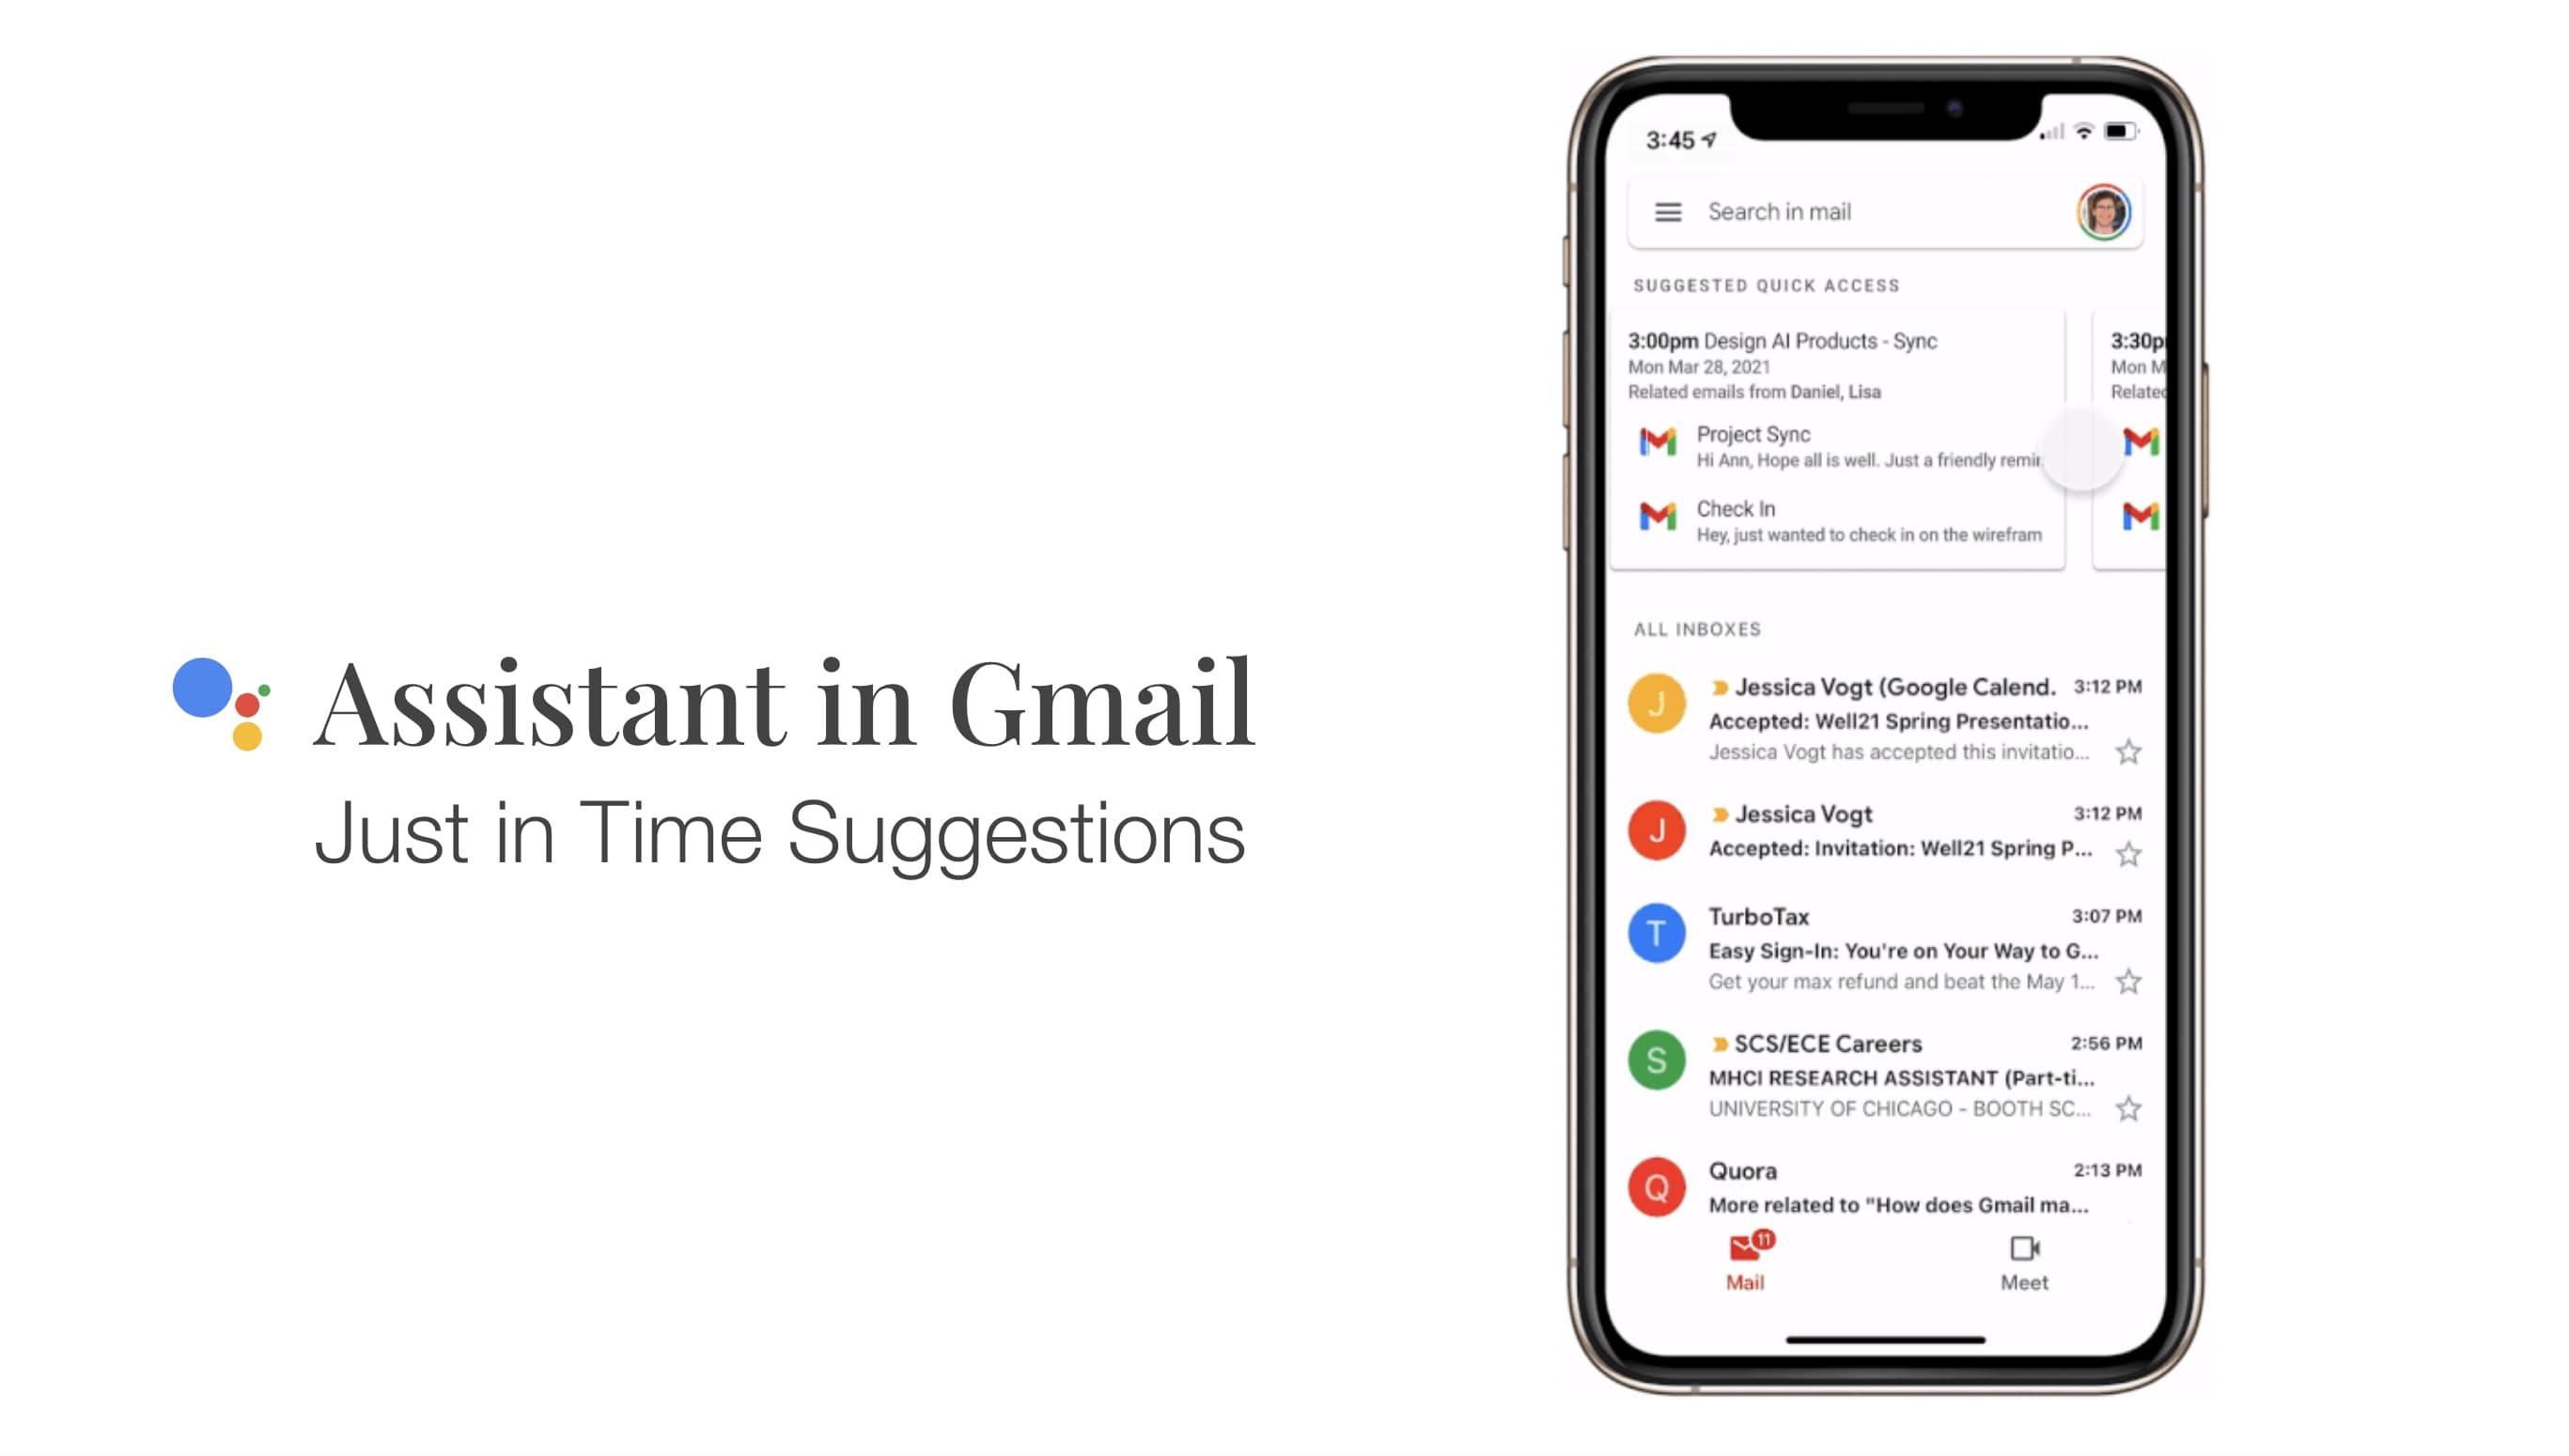 Assistant in Gmail
Just in Time Suggestions
3:45
Search in mail
SUGGESTED QUICK ACCESS
3:00pm Design AI Products - Sync
Mon Mar 28, 2021
Related emails from Daniel, Lisa
Project Sync
Hi Ann, Hope all is well. Just a friendly remin
Check In
Hey, just wanted to check in on the wirefram
3:30p
Mon M
Related
ALL INBOXES
J
Jessica Vogt (Google Calend. 3:12 PM
Accepted: Well21 Spring Presentatio...
Jessica Vogt has accepted this invitatio...
J
Jessica Vogt 3:12 PM
Accepted: Invitation: Well21 Spring P...
T
TurboTax 3:07 PM
Easy Sign-In: You're on Your Way to G...
Get your max refund and beat the May 1...
S
SCS/ECE Careers 2:56 PM
MHCI RESEARCH ASSISTANT (Part-ti...
UNIVERSITY OF CHICAGO - BOOTH SC...
Q
Quora 2:13 PM
More related to "How does Gmail ma...
11
Mail
Meet